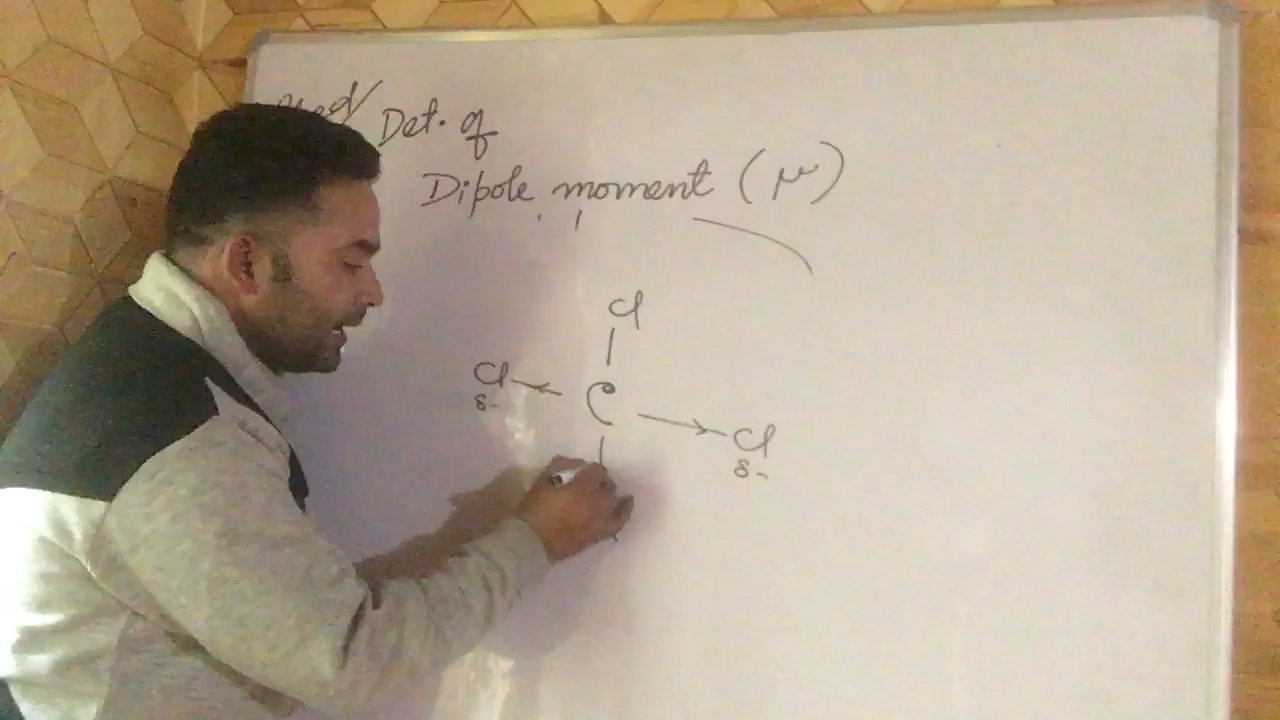 Det. of
Dipole moment (μ)
Cl
Cl C Cl
δ- δ-